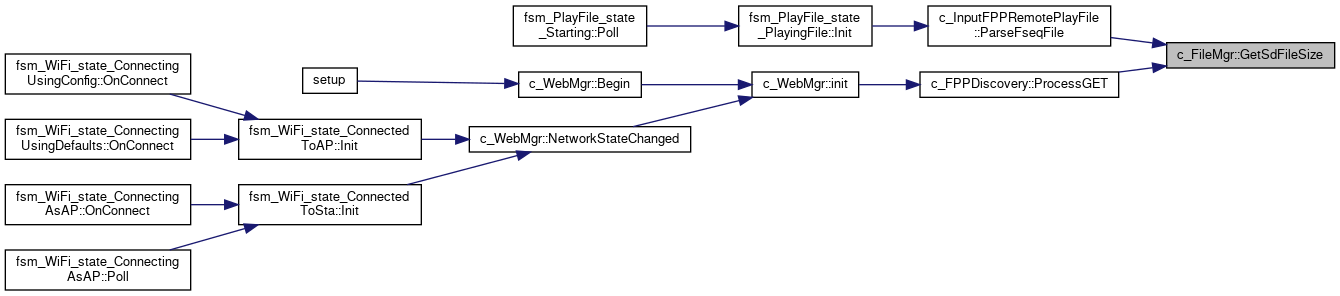 fsm_PlayFile_state
_Starting::Poll
fsm_PlayFile_state
_PlayingFile::Init
c_InputFPPRemotePlayFile
::ParseFseqFile
c_FileMgr::GetSdFileSize
fsm_WiFi_state_Connecting
UsingConfig::OnConnect
setup
c_WebMgr::Begin
c_WebMgr::init
c_FPPDiscovery::ProcessGET
fsm_WiFi_state_Connecting
UsingDefaults::OnConnect
fsm_WiFi_state_Connected
ToAP::Init
c_WebMgr::NetworkStateChanged
fsm_WiFi_state_Connecting
AsAP::OnConnect
fsm_WiFi_state_Connected
ToSta::Init
fsm_WiFi_state_Connecting
AsAP::Poll